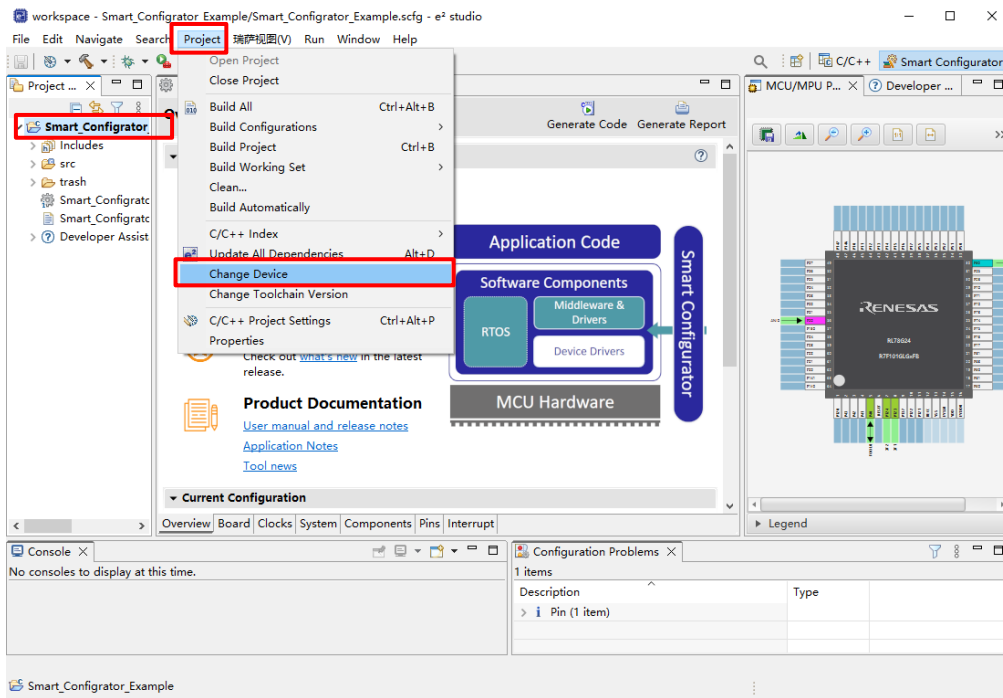 workspace - Smart_Configrator_Example/Smart_Configrator_Example.scfg - e² studio
File Edit Navigate Search Project 瑞萨视图(V) Run Window Help
C/C++ Smart Configurator
Project ...
MCU/MPU P... Developer ...
Open Project
Close Project
Build All Ctrl+Alt+B
Build Configurations
Build Project Ctrl+B
Build Working Set
Clean...
Build Automatically
C/C++ Index
Update All Dependencies Alt+D
Change Device
Change Toolchain Version
C/C++ Project Settings Ctrl+Alt+P
Properties
Smart_Configrator_
Includes
src
trash
Smart_Configratc
Smart_Configratc
Developer Assist
Generate Code Generate Report
Application Code
Software Components
Middleware & Drivers
RTOS
Device Drivers
MCU Hardware
Smart Configurator
Check out what's new in the latest
release.
Product Documentation
User manual and release notes
Application Notes
Tool news
Current Configuration
Overview Board Clocks System Components Pins Interrupt
RENESAS
RL78G24
R7F101GLGxFB
Legend
Console
No consoles to display at this time.
Configuration Problems
1 items
Description Type
Pin (1 item)
Smart_Configrator_Example